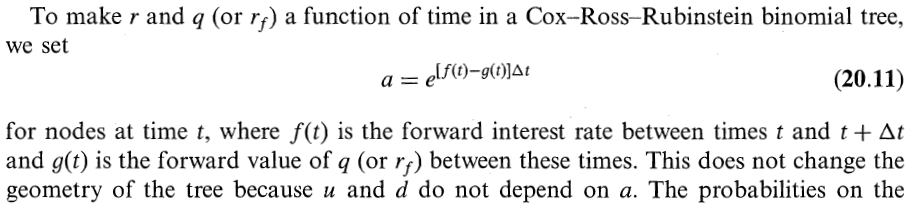 To make r and q (or r_f) a function of time in a Cox–Ross–Rubinstein binomial tree,
we set
a = e^{[f(t)−g(t)]Δt} (20.11)
for nodes at time t, where f(t) is the forward interest rate between times t and t + Δt
and g(t) is the forward value of q (or r_f) between these times. This does not change the
geometry of the tree because u and d do not depend on a. The probabilities on the